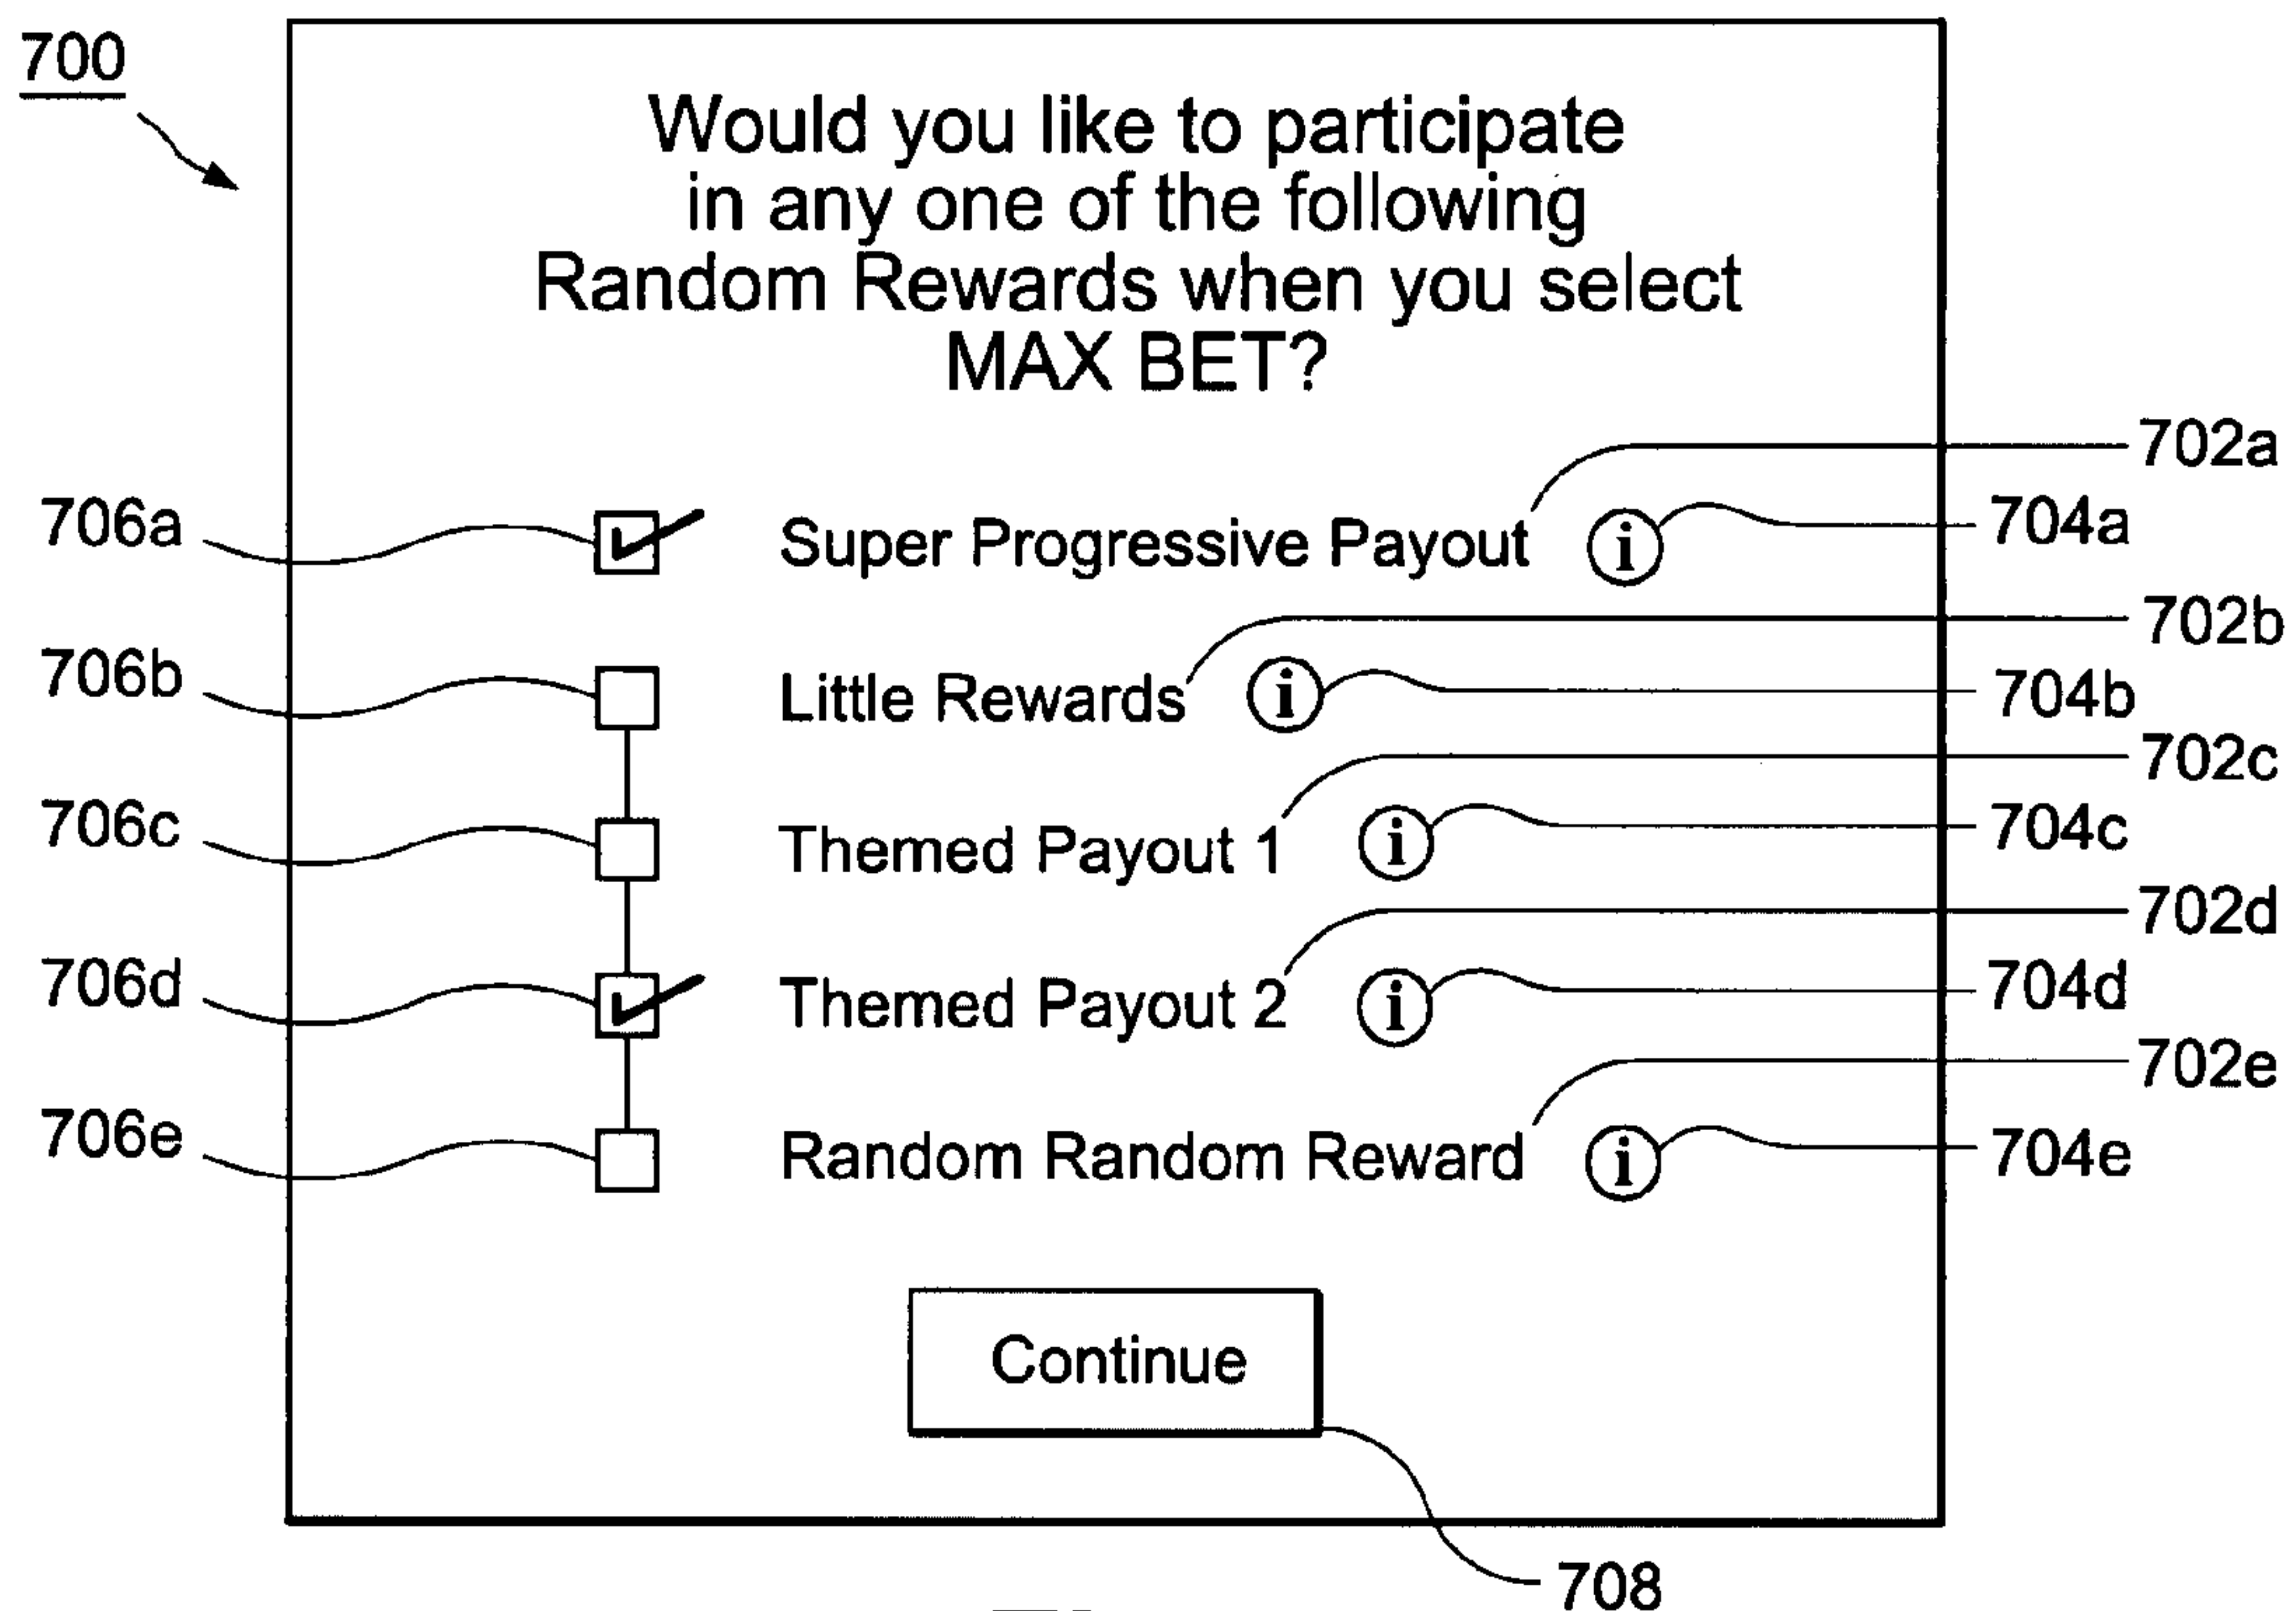 700
Would you like to participate
in any one of the following
Random Rewards when you select
MAX BET?
702a
706a Super Progressive Payout i 704a
702b
706b Little Rewards i 704b
702c
706c Themed Payout 1 i 704c
702d
706d Themed Payout 2 i 704d
702e
706e Random Random Reward i 704e
Continue
708